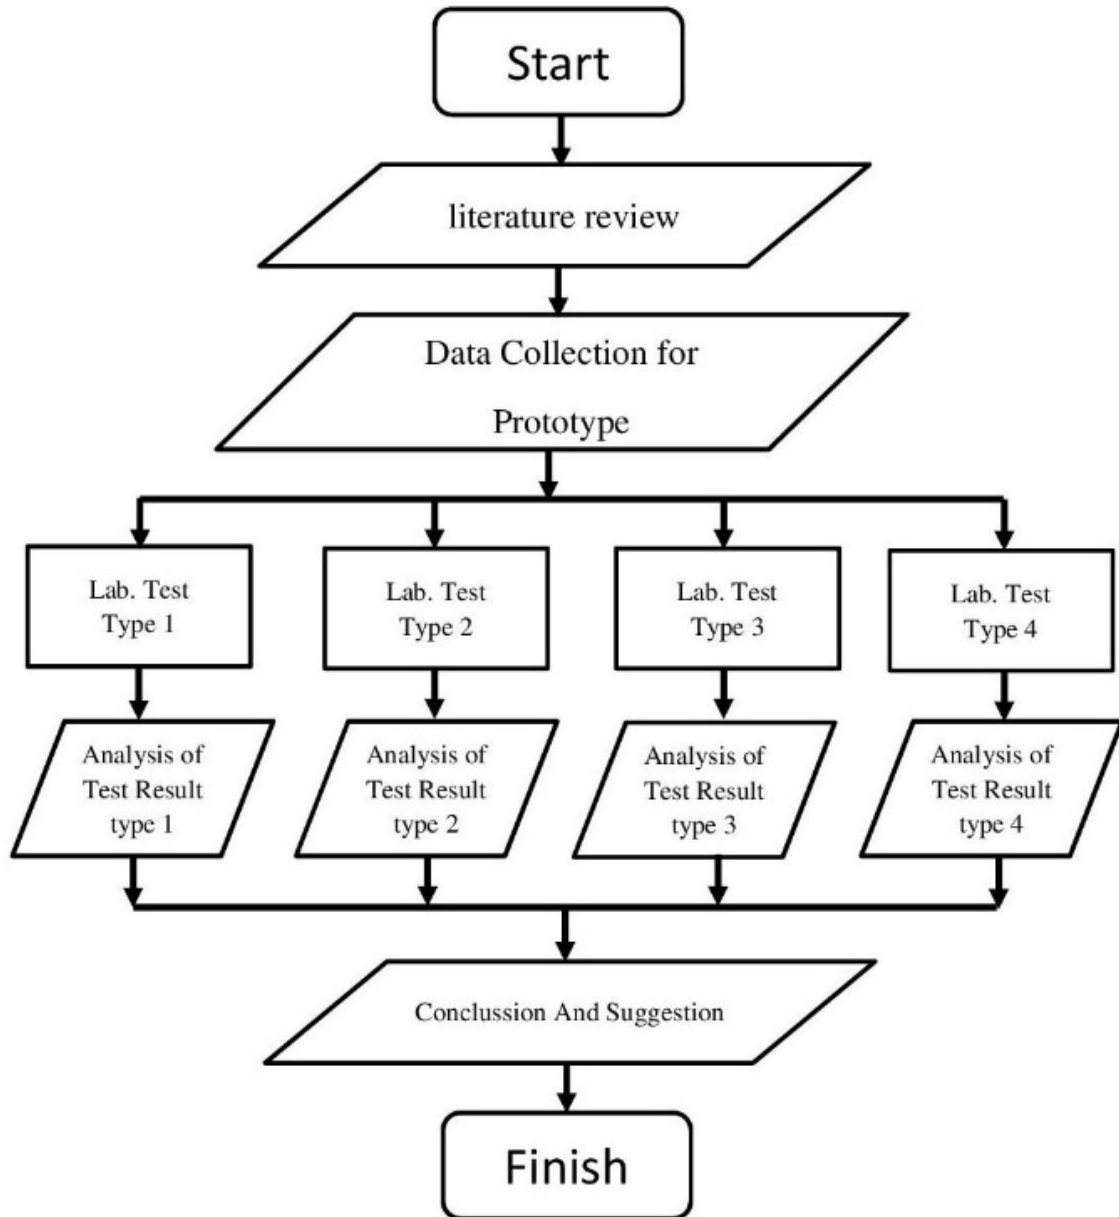 Start
literature review
Data Collection for
Prototype
Lab. Test
Type 1
Lab. Test
Type 2
Lab. Test
Type 3
Lab. Test
Type 4
Analysis of
Test Result
type 1
Analysis of
Test Result
type 2
Analysis of
Test Result
type 3
Analysis of
Test Result
type 4
Conclussion And Suggestion
Finish